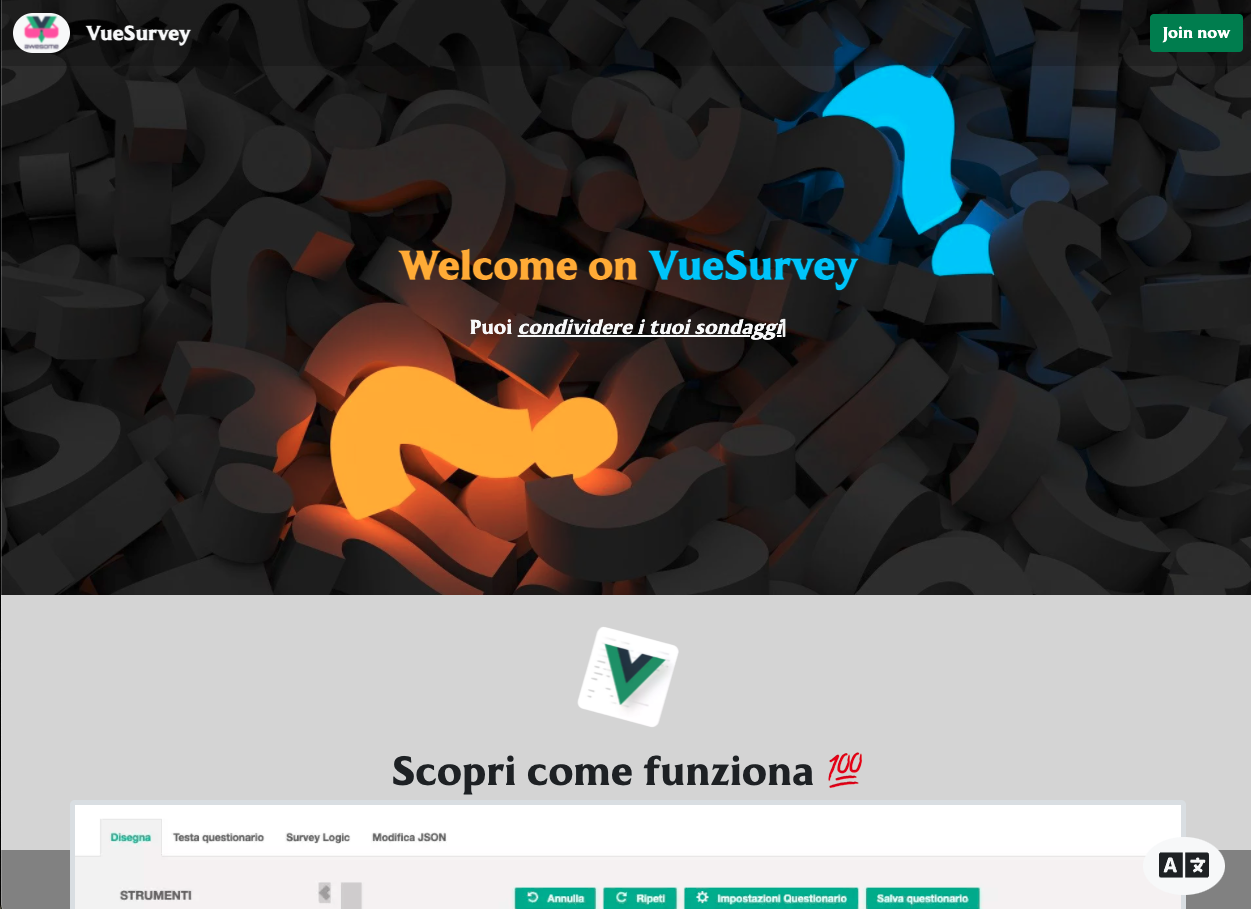 awesome
VueSurvey
Join now
Welcome on VueSurvey
Puoi condividere i tuoi sondaggi
Scopri come funziona 💯
Disegna Testa questionario Survey Logic Modifica JSON
STRUMENTI
Annulla Ripeti Impostazioni Questionario Salva questionario
A 文